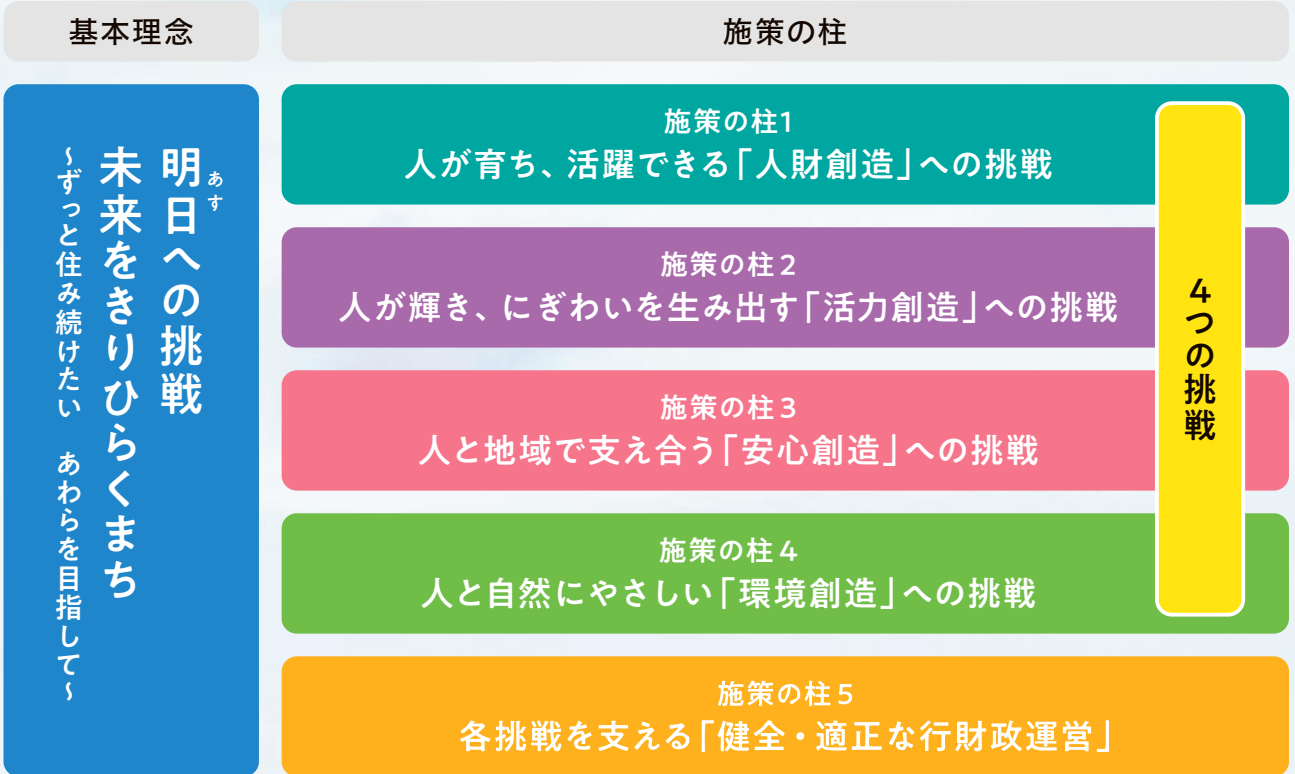 基本理念
施策の柱
明日への挑戦
あす
未来をきりひらくまち
～ずっと住み続けたい　あわらを目指して～
施策の柱1
人が育ち、活躍できる「人財創造」への挑戦
施策の柱2
人が輝き、にぎわいを生み出す「活力創造」への挑戦
施策の柱3
人と地域で支え合う「安心創造」への挑戦
施策の柱4
人と自然にやさしい「環境創造」への挑戦
4つの挑戦
施策の柱5
各挑戦を支える「健全・適正な行財政運営」